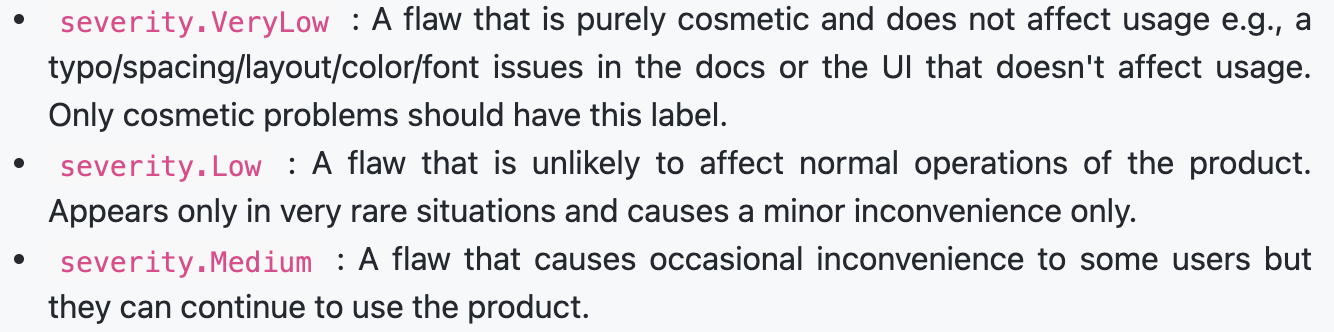 • severity.VeryLow : A flaw that is purely cosmetic and does not affect usage e.g., a
typo/spacing/layout/color/font issues in the docs or the UI that doesn't affect usage.
Only cosmetic problems should have this label.
• severity.Low : A flaw that is unlikely to affect normal operations of the product.
Appears only in very rare situations and causes a minor inconvenience only.
• severity.Medium : A flaw that causes occasional inconvenience to some users but
they can continue to use the product.